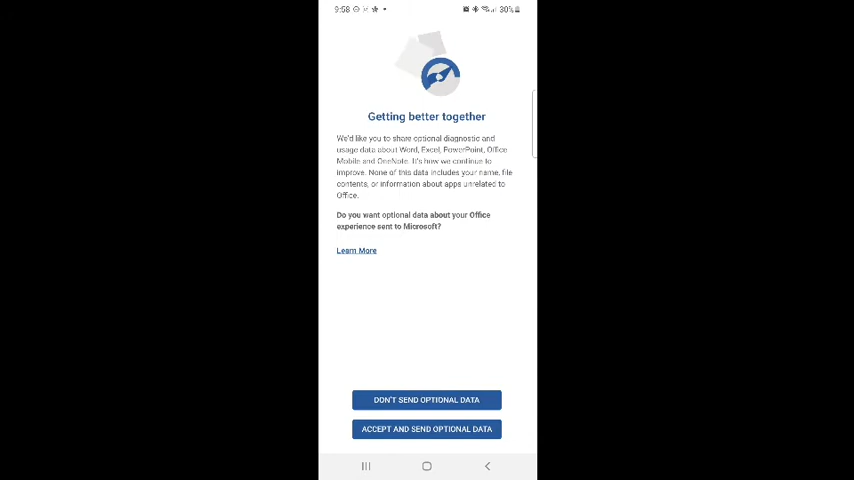 9:58
30%
Getting better together
We'd like you to share optional diagnostic and
usage data about Word, Excel, PowerPoint, Office
Mobile and OneNote. It's how we continue to
improve. None of this data includes your name, file
contents, or information about apps unrelated to
Office.
Do you want optional data about your Office
experience sent to Microsoft?
Learn More
DON'T SEND OPTIONAL DATA
ACCEPT AND SEND OPTIONAL DATA